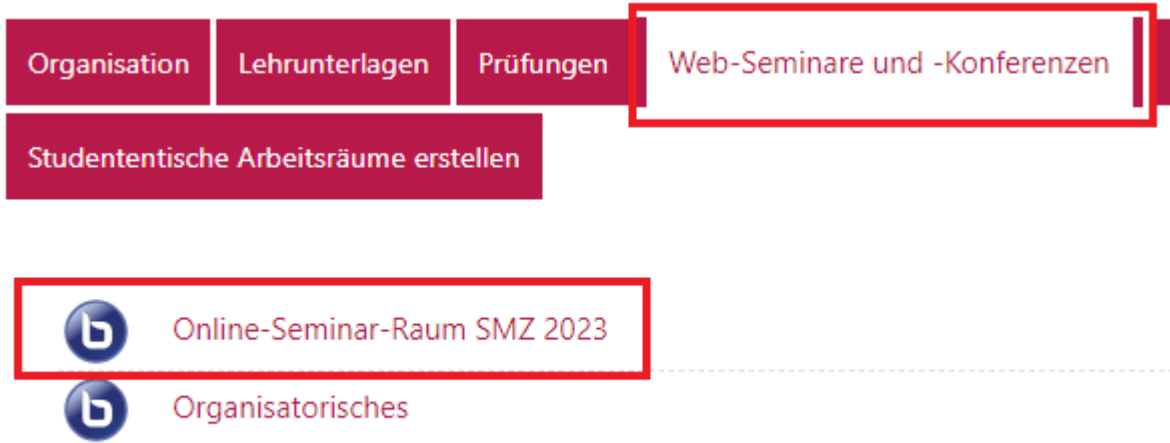 Organisation Lehrunterlagen Prüfungen Web-Seminare und -Konferenzen
Studententische Arbeitsräume erstellen
Online-Seminar-Raum SMZ 2023
Organisatorisches